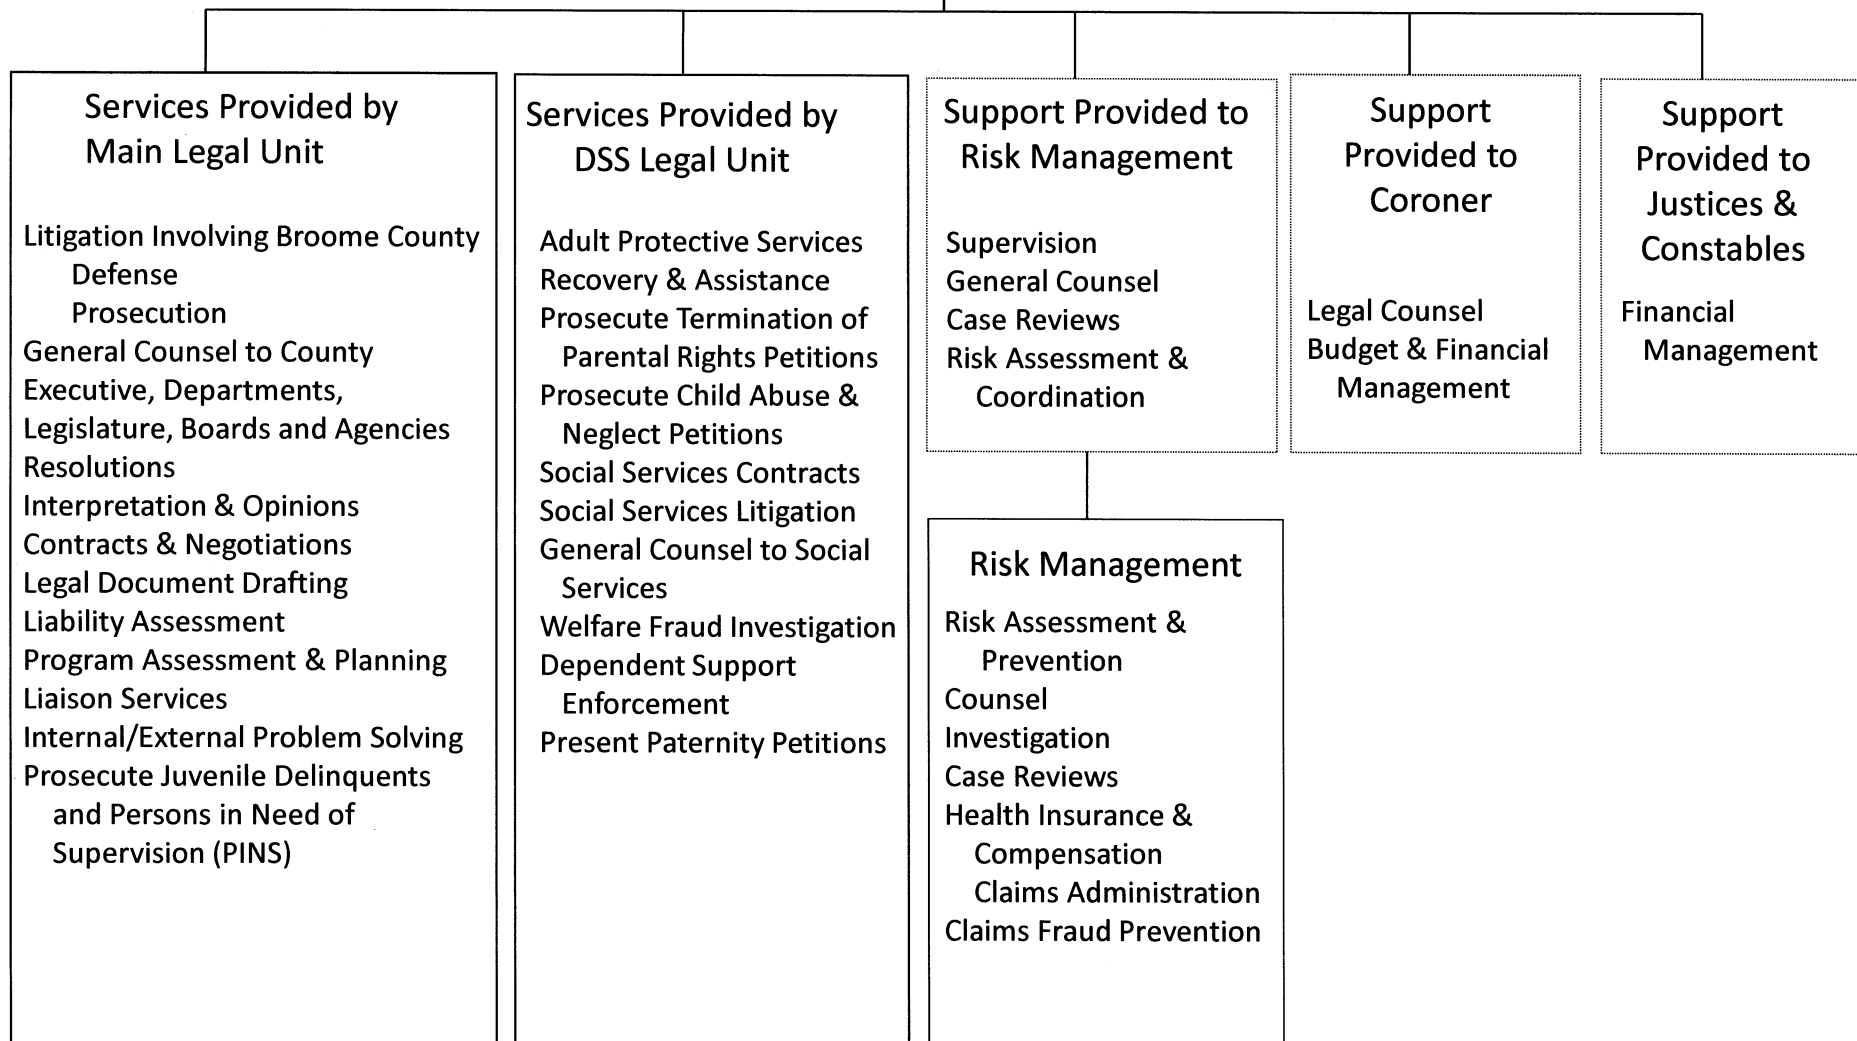 Services Provided by
Main Legal Unit
Litigation Involving Broome County
Defense
Prosecution
General Counsel to County
Executive, Departments,
Legislature, Boards and Agencies
Resolutions
Interpretation & Opinions
Contracts & Negotiations
Legal Document Drafting
Liability Assessment
Program Assessment & Planning
Liaison Services
Internal/External Problem Solving
Prosecute Juvenile Delinquents
and Persons in Need of
Supervision (PINS)
Services Provided by
DSS Legal Unit
Adult Protective Services
Recovery & Assistance
Prosecute Termination of
Parental Rights Petitions
Prosecute Child Abuse &
Neglect Petitions
Social Services Contracts
Social Services Litigation
General Counsel to Social
Services
Welfare Fraud Investigation
Dependent Support
Enforcement
Present Paternity Petitions
Support Provided to
Risk Management
Supervision
General Counsel
Case Reviews
Risk Assessment &
Coordination
Risk Management
Risk Assessment &
Prevention
Counsel
Investigation
Case Reviews
Health Insurance &
Compensation
Claims Administration
Claims Fraud Prevention
Support
Provided to
Coroner
Legal Counsel
Budget & Financial
Management
Support
Provided to
Justices &
Constables
Financial
Management